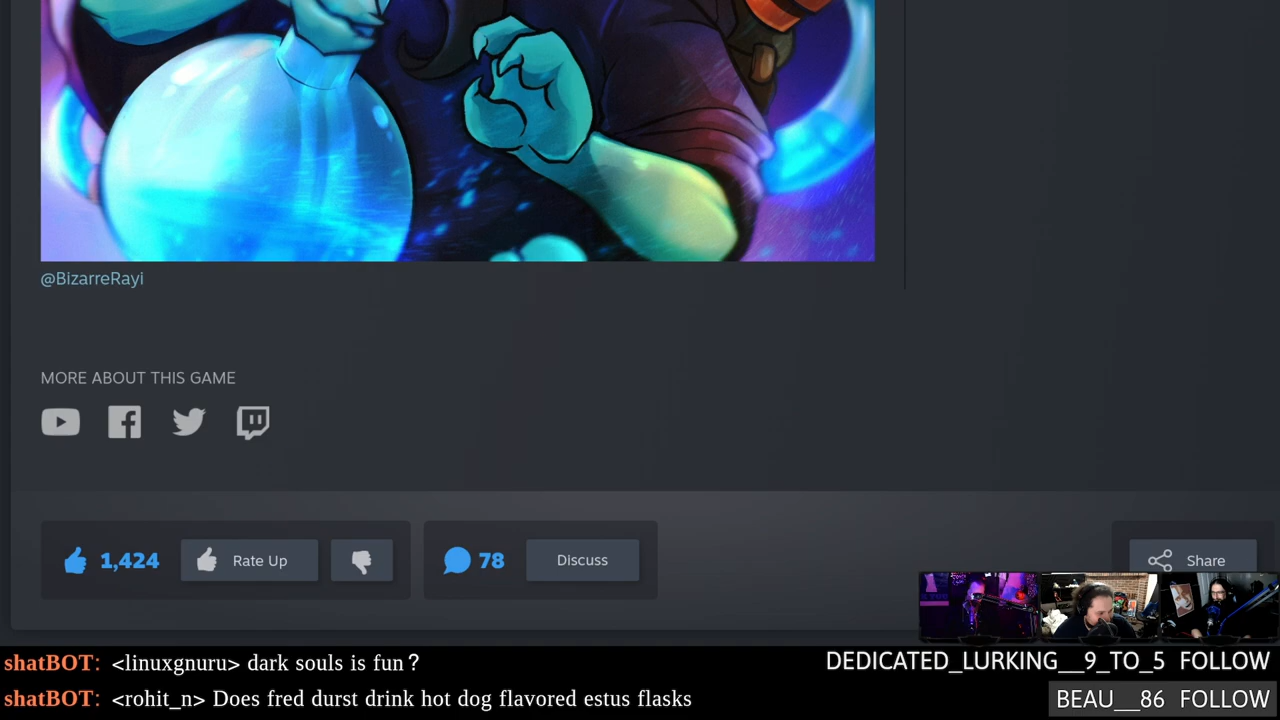 @BizarreRayi
MORE ABOUT THIS GAME
1,424
Rate Up
78
Discuss
Share
shatBOT: <linuxgnuru> dark souls is fun?
DEDICATED_LURKING__9_TO_5 FOLLOW
shatBOT: <rohit_n> Does fred durst drink hot dog flavored estus flasks
BEAU__86 FOLLOW